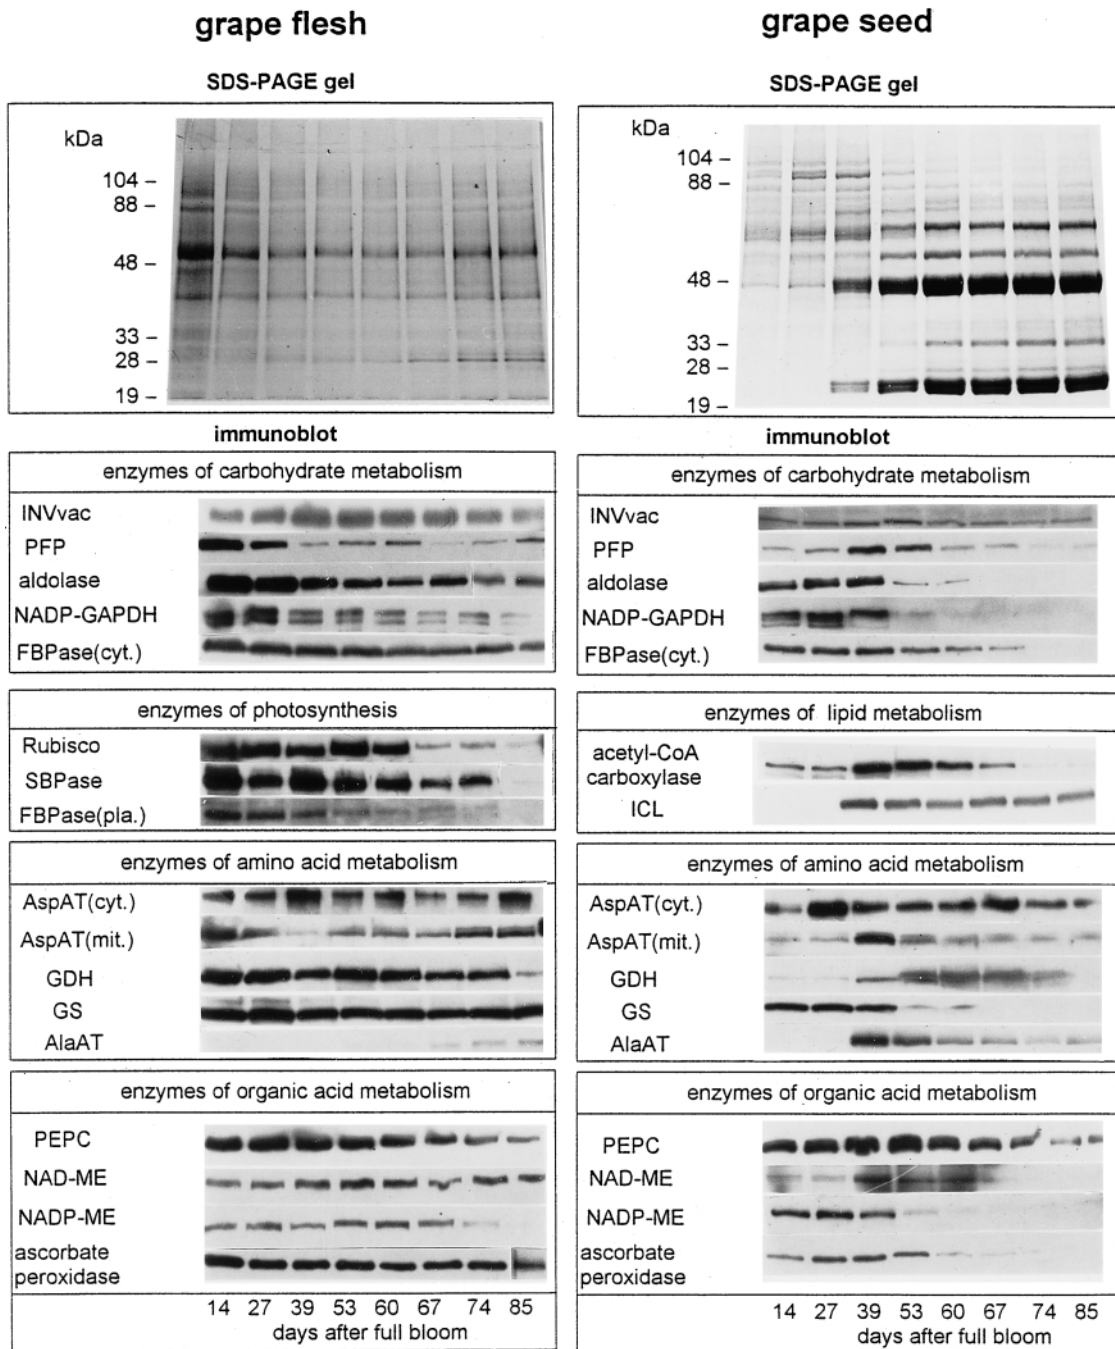 grape flesh
SDS-PAGE gel
kDa
104 –
88 –
48 –
33 –
28 –
19 –
immunoblot
enzymes of carbohydrate metabolism
INVvac
PFP
aldolase
NADP-GAPDH
FBPase(cyt.)
enzymes of photosynthesis
Rubisco
SBPase
FBPase(pla.)
enzymes of amino acid metabolism
AspAT(cyt.)
AspAT(mit.)
GDH
GS
AlaAT
enzymes of organic acid metabolism
PEPC
NAD-ME
NADP-ME
ascorbate
peroxidase
14 27 39 53 60 67 74 85
days after full bloom
grape seed
SDS-PAGE gel
kDa
104 –
88 –
48 –
33 –
28 –
19 –
immunoblot
enzymes of carbohydrate metabolism
INVvac
PFP
aldolase
NADP-GAPDH
FBPase(cyt.)
enzymes of lipid metabolism
acetyl-CoA
carboxylase
ICL
enzymes of amino acid metabolism
AspAT(cyt.)
AspAT(mit.)
GDH
GS
AlaAT
enzymes of organic acid metabolism
PEPC
NAD-ME
NADP-ME
ascorbate
peroxidase
14 27 39 53 60 67 74 85
days after full bloom